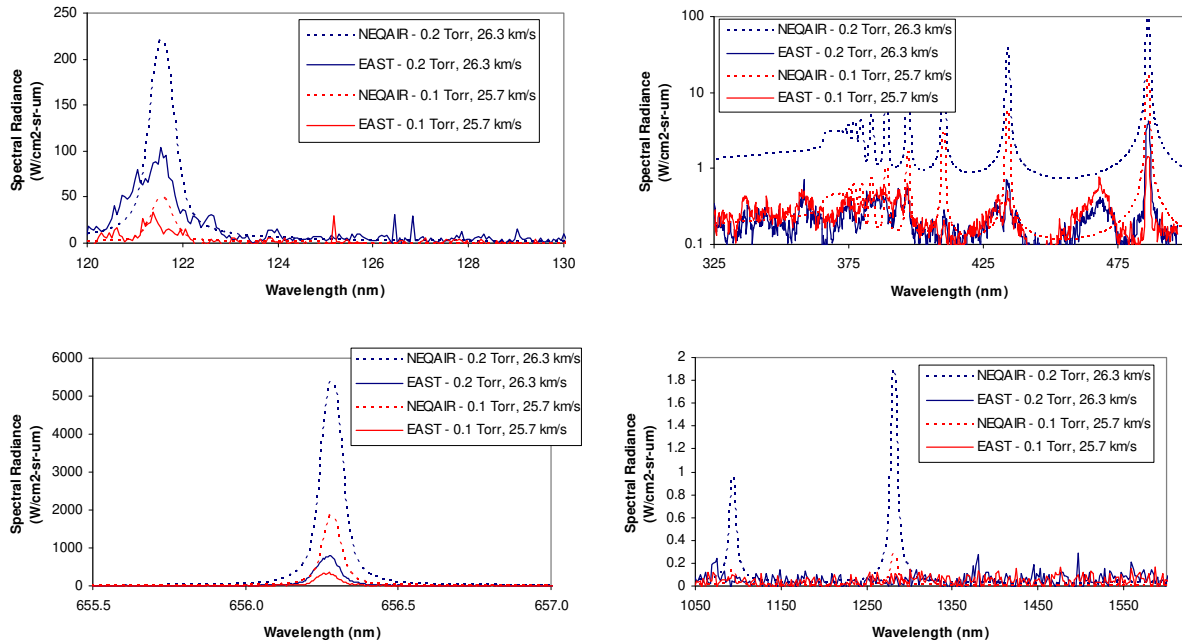 250
200
150
100
50
0
120 122 124 126 128 130
Wavelength (nm)
Spectral Radiance
(W/cm2-sr-um)
NEQAIR - 0.2 Torr, 26.3 km/s
EAST - 0.2 Torr, 26.3 km/s
NEQAIR - 0.1 Torr, 25.7 km/s
EAST - 0.1 Torr, 25.7 km/s
100
10
1
0.1
325 375 425 475
Wavelength (nm)
Spectral Radiance
(W/cm2-sr-um)
NEQAIR - 0.2 Torr, 26.3 km/s
EAST - 0.2 Torr, 26.3 km/s
NEQAIR - 0.1 Torr, 25.7 km/s
EAST - 0.1 Torr, 25.7 km/s
6000
5000
4000
3000
2000
1000
0
655.5 656.0 656.5 657.0
Wavelength (nm)
Spectral Radiance
(W/cm2-sr-um)
NEQAIR - 0.2 Torr, 26.3 km/s
EAST - 0.2 Torr, 26.3 km/s
NEQAIR - 0.1 Torr, 25.7 km/s
EAST - 0.1 Torr, 25.7 km/s
2
1.8
1.6
1.4
1.2
1
0.8
0.6
0.4
0.2
0
1050 1150 1250 1350 1450 1550
Wavelength (nm)
Spectral Radiance
(W/cm2-sr-um)
NEQAIR - 0.2 Torr, 26.3 km/s
EAST - 0.2 Torr, 26.3 km/s
NEQAIR - 0.1 Torr, 25.7 km/s
EAST - 0.1 Torr, 25.7 km/s